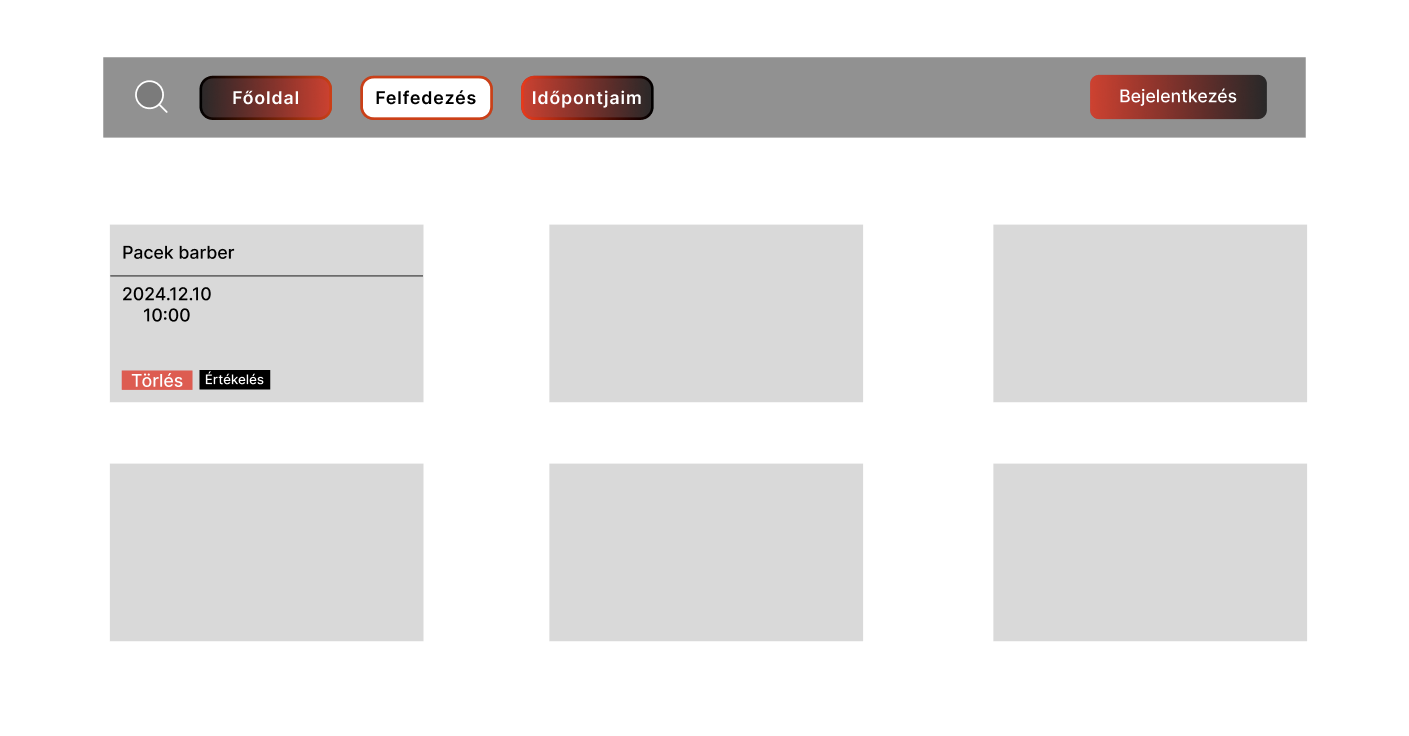 Főoldal
Felfedezés
Időpontjaim
Bejelentkezés
Pacek barber
2024.12.10
10:00
Törlés
Értékelés